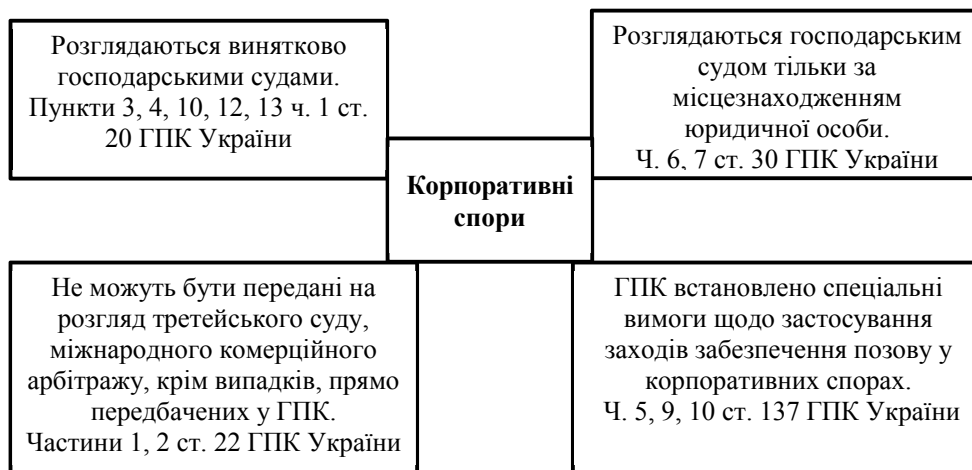 Розглядаються винятково
господарськими судами.
Пункти 3, 4, 10, 12, 13 ч. 1 ст.
20 ГПК України
Розглядаються господарським
судом тільки за
місцезнаходженням
юридичної особи.
Ч. 6, 7 ст. 30 ГПК України
Корпоративні
спори
Не можуть бути передані на
розгляд третейського суду,
міжнародного комерційного
арбітражу, крім випадків, прямо
передбачених у ГПК.
Частини 1, 2 ст. 22 ГПК України
ГПК встановлено спеціальні
вимоги щодо застосування
заходів забезпечення позову у
корпоративних спорах.
Ч. 5, 9, 10 ст. 137 ГПК України